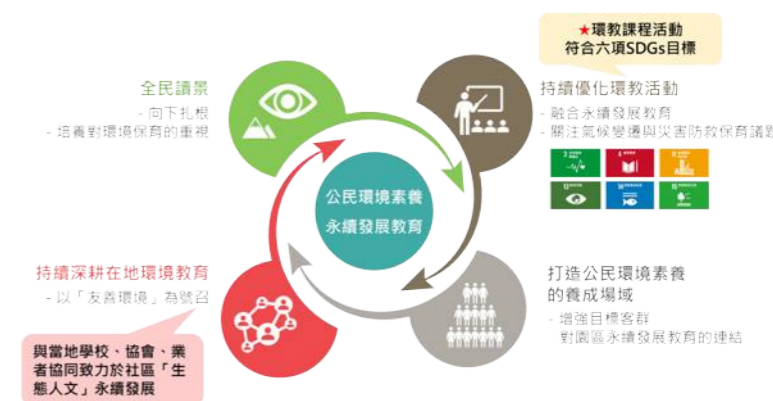 ★環教課程活動
符合六項SDGs目標
全民讀景
- 向下扎根
- 培養對環境保育的重視
持續優化環教活動
- 融合永續發展教育
- 關注氣候變遷與災害防救保育議題
3
4
11
13
14
15
公民環境素養
永續發展教育
持續深耕在地環境教育
- 以「友善環境」為號召
與當地學校、協會、業
者協同致力於社區「生
態人文」永續發展
打造公民環境素養
的養成場域
- 增強目標客群
對園區永續發展教育的連結